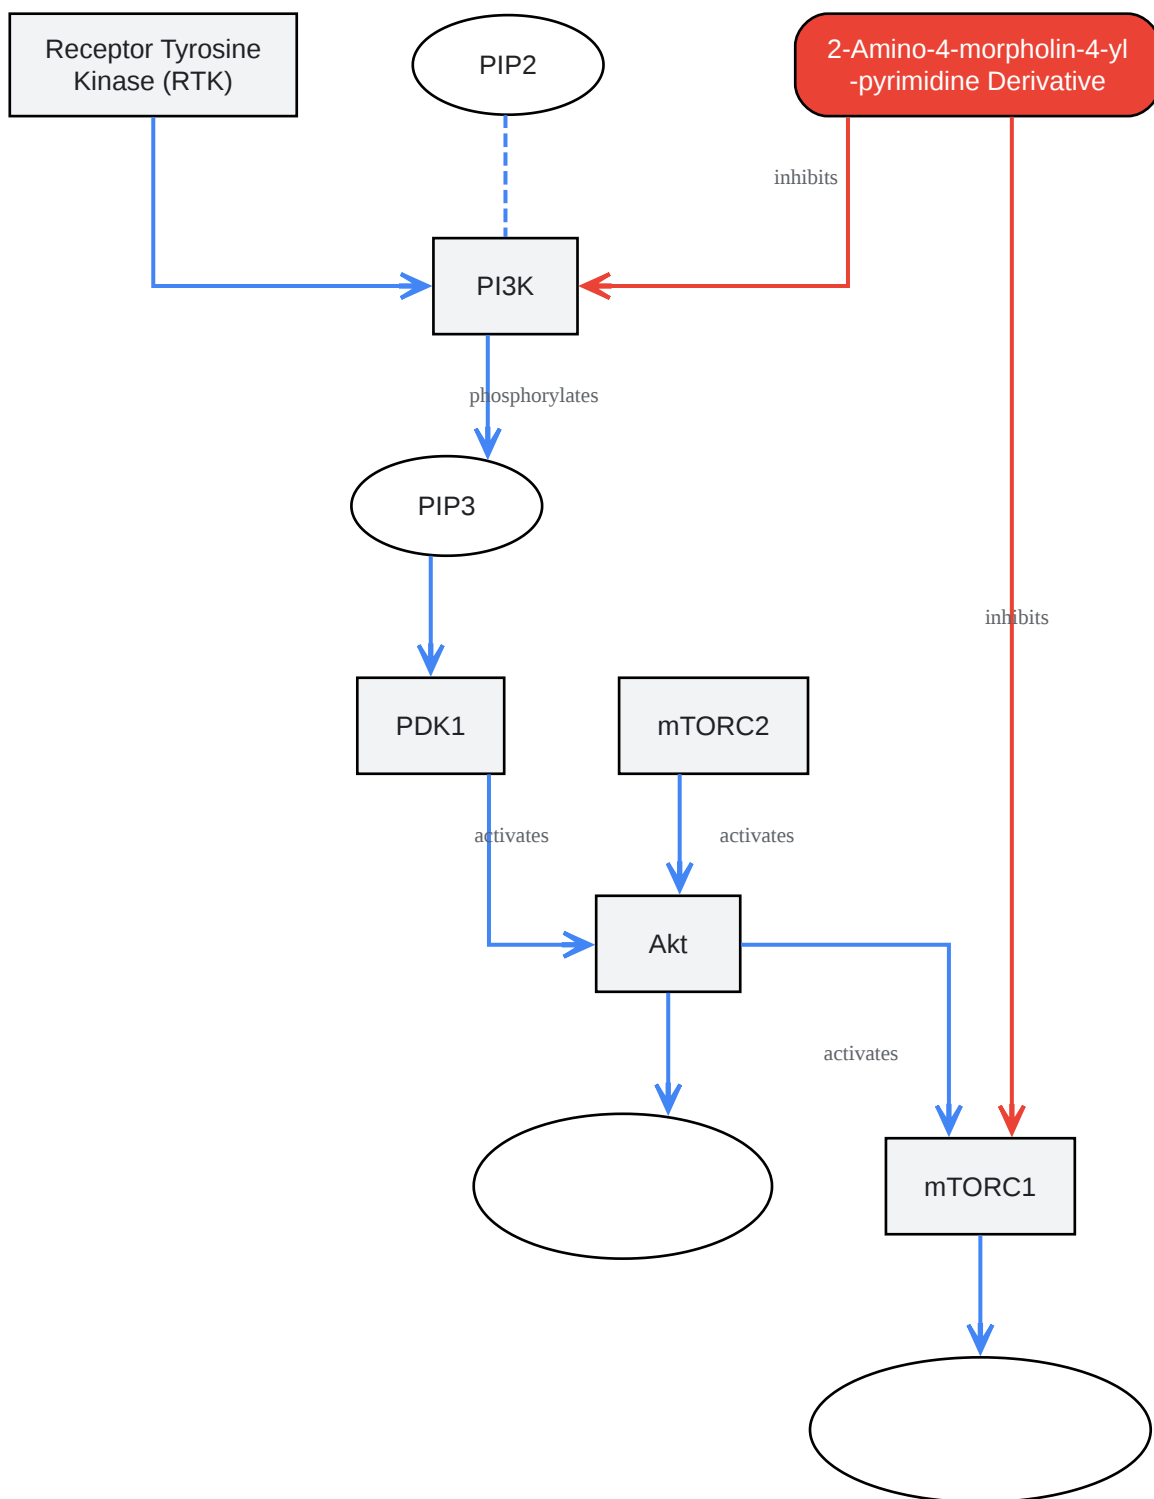 Receptor Tyrosine
Kinase (RTK)
PIP2
2-Amino-4-morpholin-4-yl
-pyrimidine Derivative
inhibits
PI3K
phosphorylates
PIP3
inhibits
PDK1
mTORC2
activates
activates
Akt
activates
mTORC1